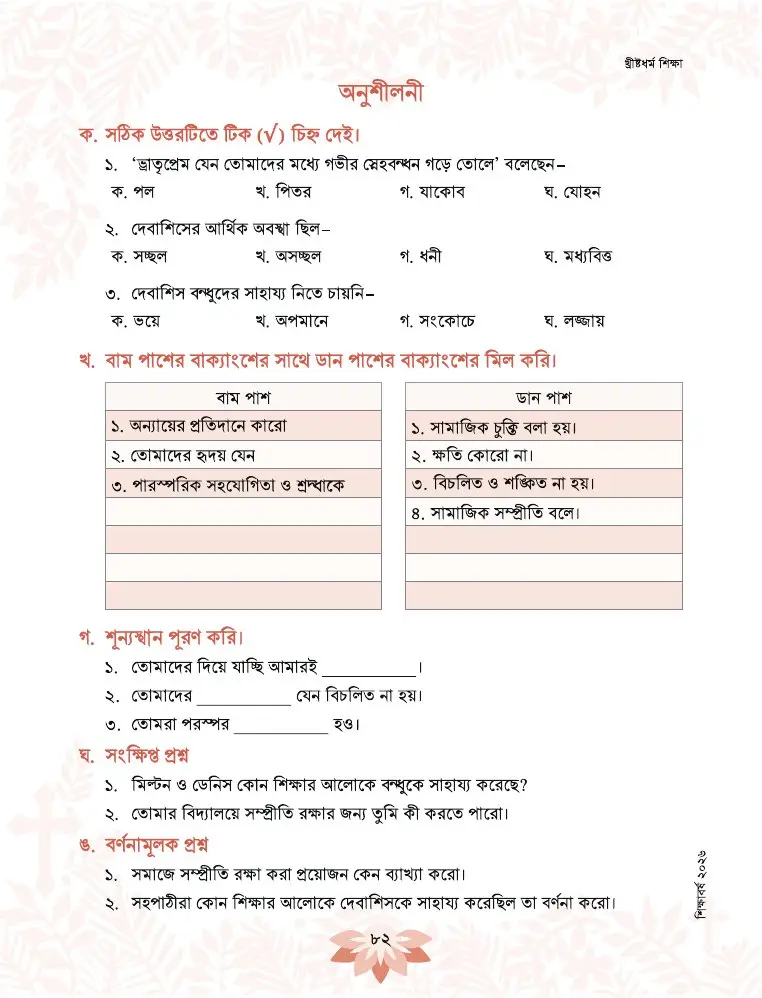 খ্রীষ্টধর্ম শিক্ষা
অনুশীলনী
ক. সঠিক উত্তরটিতে টিক (√) চিহ্ন দেই।
১. ‘ভ্রাতৃপ্রেম যেন তোমাদের মধ্যে গভীর স্নেহবন্ধন গড়ে তোলে’ বলেছেন–
ক. পল খ. পিতর গ. যাকোব ঘ. যোহন
২. দেবাশিসের আর্থিক অবস্থা ছিল–
ক. সচ্ছল খ. অসচ্ছল গ. ধনী ঘ. মধ্যবিত্ত
৩. দেবাশিস বন্ধুদের সাহায্য নিতে চায়নি–
ক. ভয়ে খ. অপমানে গ. সংকোচে ঘ. লজ্জায়
খ. বাম পাশের বাক্যাংশের সাথে ডান পাশের বাক্যাংশের মিল করি।
বাম পাশ
১. অন্যায়ের প্রতিদানে কারো
২. তোমাদের হৃদয় যেন
৩. পারস্পরিক সহযোগিতা ও শ্রদ্ধাকে
ডান পাশ
১. সামাজিক চুক্তি বলা হয়।
২. ক্ষতি কোরো না।
৩. বিচলিত ও শঙ্কিত না হয়।
৪. সামাজিক সম্প্রীতি বলে।
গ. শূন্যস্থান পূরণ করি।
১. তোমাদের দিয়ে যাচ্ছি আমারই __________।
২. তোমাদের __________ যেন বিচলিত না হয়।
৩. তোমরা পরস্পর __________ হও।
ঘ. সংক্ষিপ্ত প্রশ্ন
১. মিল্টন ও ডেনিস কোন শিক্ষার আলোকে বন্ধুকে সাহায্য করেছে?
২. তোমার বিদ্যালয়ে সম্প্রীতি রক্ষার জন্য তুমি কী করতে পারো।
ঙ. বর্ণনামূলক প্রশ্ন
১. সমাজে সম্প্রীতি রক্ষা করা প্রয়োজন কেন ব্যাখ্যা করো।
২. সহপাঠীরা কোন শিক্ষার আলোকে দেবাশিসকে সাহায্য করেছিল তা বর্ণনা করো।
শিক্ষাবর্ষ ২০২৬
৮২